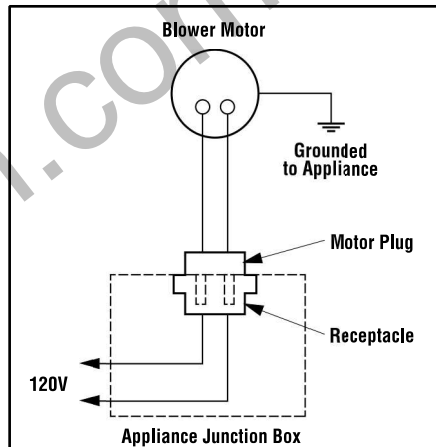 Blower Motor
Grounded
to Appliance
Motor Plug
Receptacle
120V
Appliance Junction Box